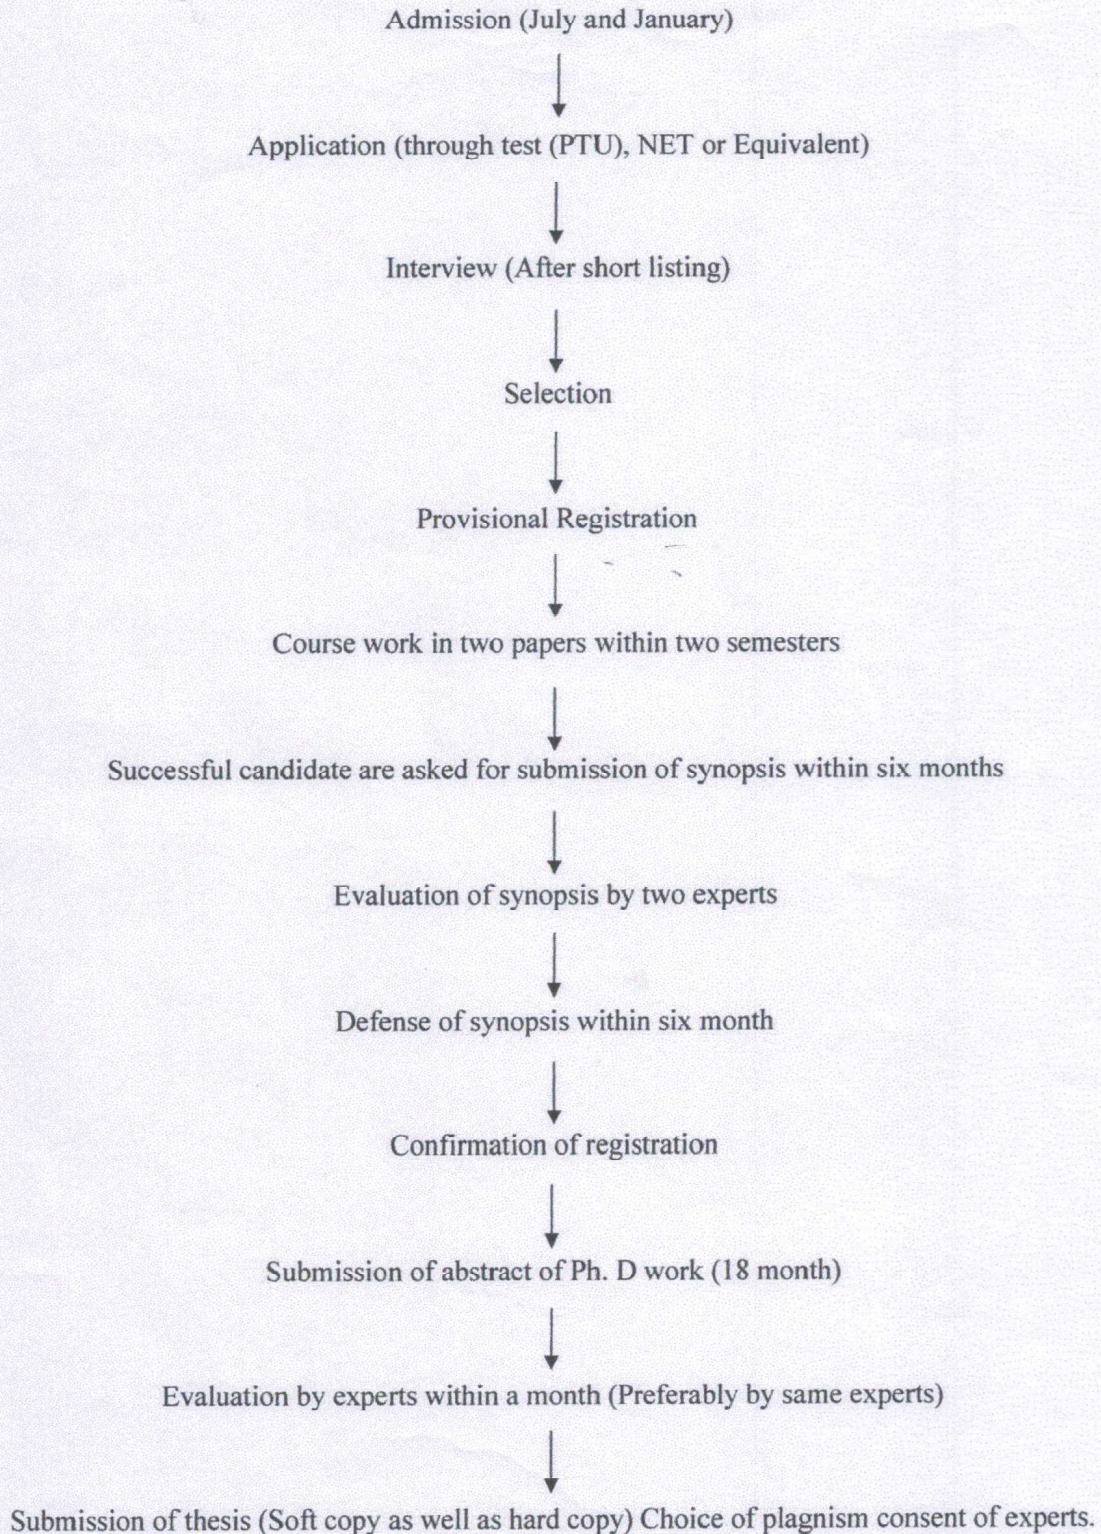 Admission (July and January)
Application (through test (PTU), NET or Equivalent)
Interview (After short listing)
Selection
Provisional Registration
Course work in two papers within two semesters
Successful candidate are asked for submission of synopsis within six months
Evaluation of synopsis by two experts
Defense of synopsis within six month
Confirmation of registration
Submission of abstract of Ph. D work (18 month)
Evaluation by experts within a month (Preferably by same experts)
Submission of thesis (Soft copy as well as hard copy) Choice of plagnism consent of experts.